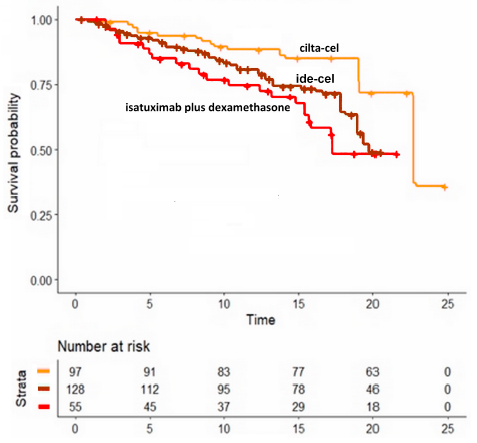 1.00
cilta-cel
0.75
ide-cel
isatuximab plus dexamethasone
0.50
0.25
0.00
Survival probability
0 5 10 15 20 25
Time
Number at risk
Strata
97 91 83 77 63 0
128 112 95 78 46 0
55 45 37 29 18 0
0 5 10 15 20 25